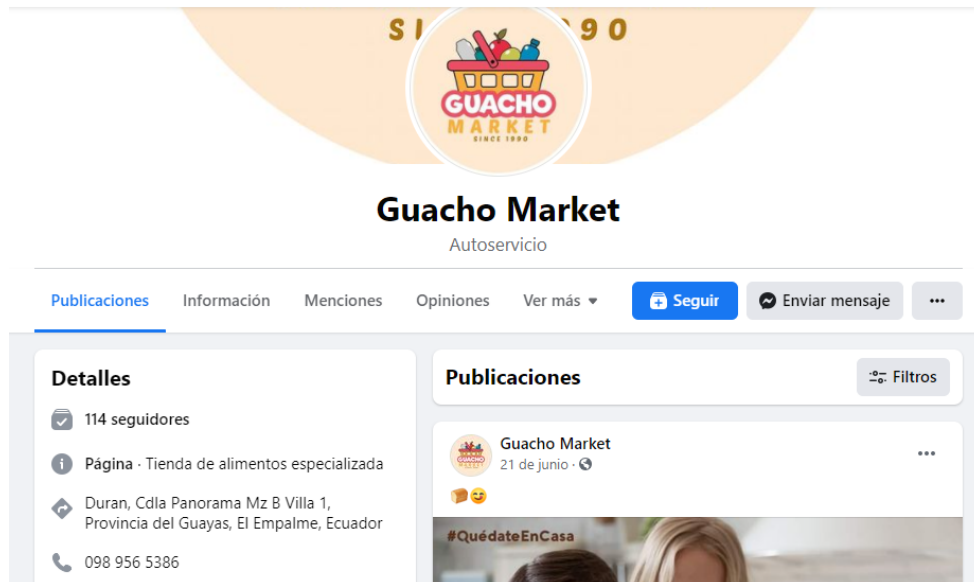 SI 90
GUACHO
MARKET
SINCE 1990
Guacho Market
Autoservicio
Publicaciones Información Menciones Opiniones Ver más Seguir Enviar mensaje
Detalles
114 seguidores
Página · Tienda de alimentos especializada
Duran, Cdla Panorama Mz B Villa 1,
Provincia del Guayas, El Empalme, Ecuador
098 956 5386
Publicaciones Filtros
Guacho Market
21 de junio ·
#QuédateEnCasa